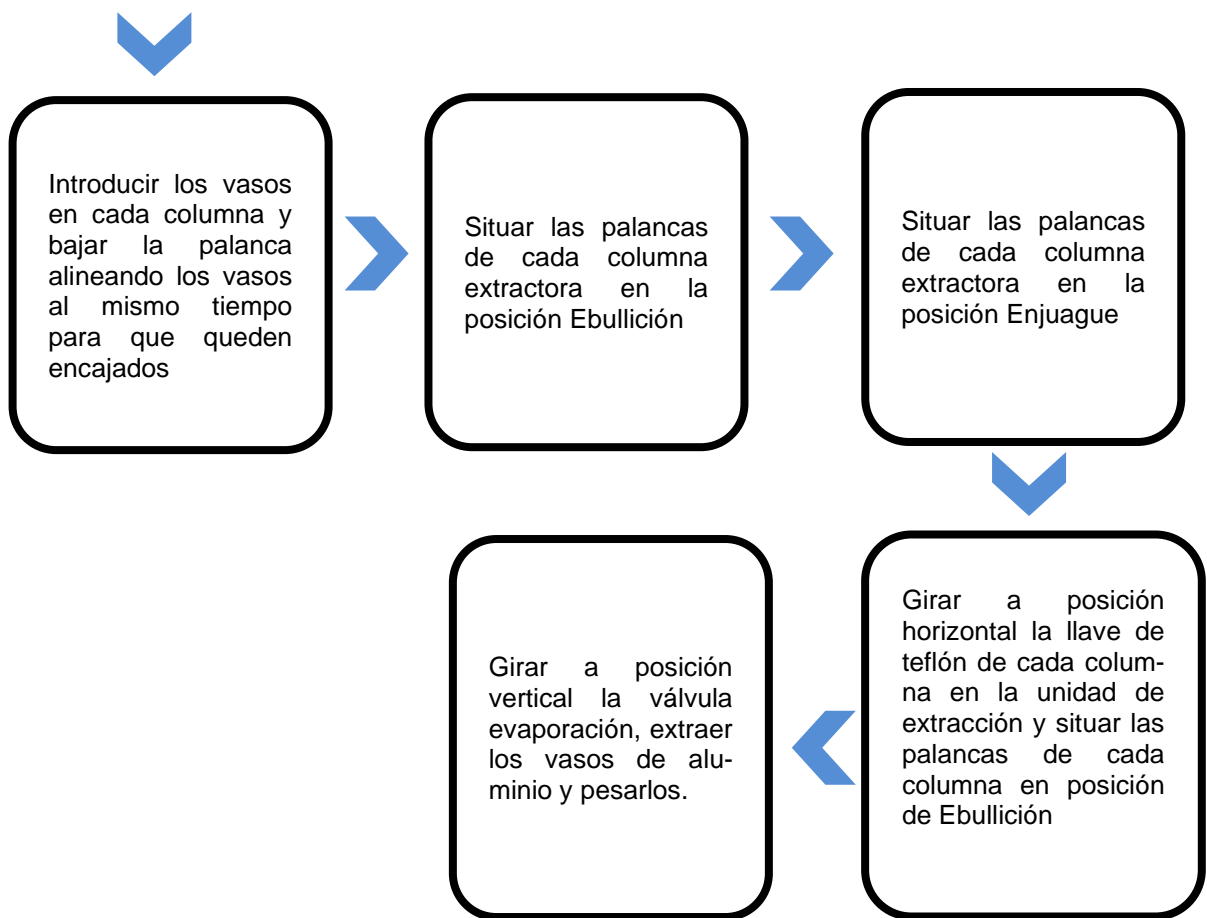 Introducir los vasos
en cada columna y
bajar la palanca
alineando los vasos
al mismo tiempo
para que queden
encajados
Situar las palancas
de cada columna
extractora en la
posición Ebullición
Situar las palancas
de cada columna
extractora en la
posición Enjuague
Girar a posición
horizontal la llave de
teflón de cada colum-
na en la unidad de
extracción y situar las
palancas de cada
columna en posición
de Ebullición
Girar a posición
vertical la válvula
evaporación, extraer
los vasos de alu-
minio y pesarlos.